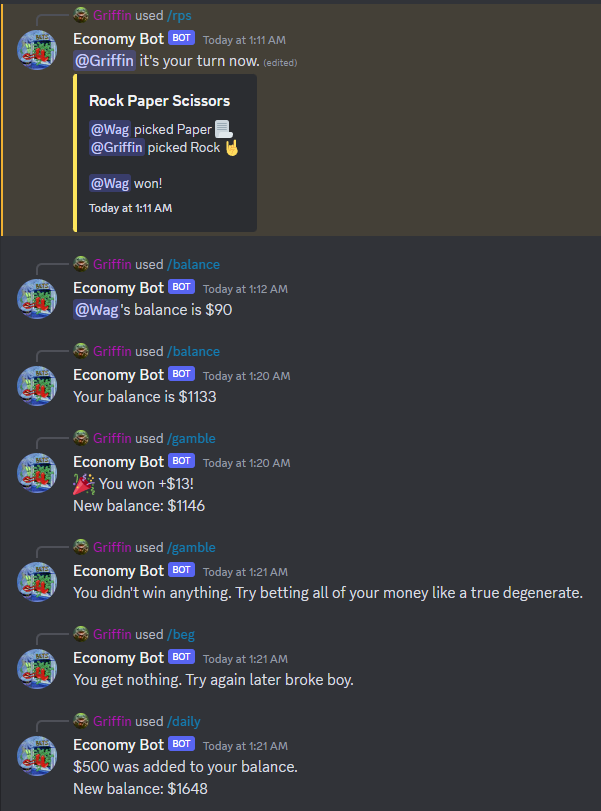 Griffin used /rps
Economy Bot BOT Today at 1:11 AM
@Griffin it's your turn now. (edited)
Rock Paper Scissors
@Wag picked Paper 📃
@Griffin picked Rock 🤘
@Wag won!
Today at 1:11 AM
Griffin used /balance
Economy Bot BOT Today at 1:12 AM
@Wag's balance is $90
Griffin used /balance
Economy Bot BOT Today at 1:20 AM
Your balance is $1133
Griffin used /gamble
Economy Bot BOT Today at 1:20 AM
🎉 You won +$13!
New balance: $1146
Griffin used /gamble
Economy Bot BOT Today at 1:21 AM
You didn't win anything. Try betting all of your money like a true degenerate.
Griffin used /beg
Economy Bot BOT Today at 1:21 AM
You get nothing. Try again later broke boy.
Griffin used /daily
Economy Bot BOT Today at 1:21 AM
$500 was added to your balance.
New balance: $1648